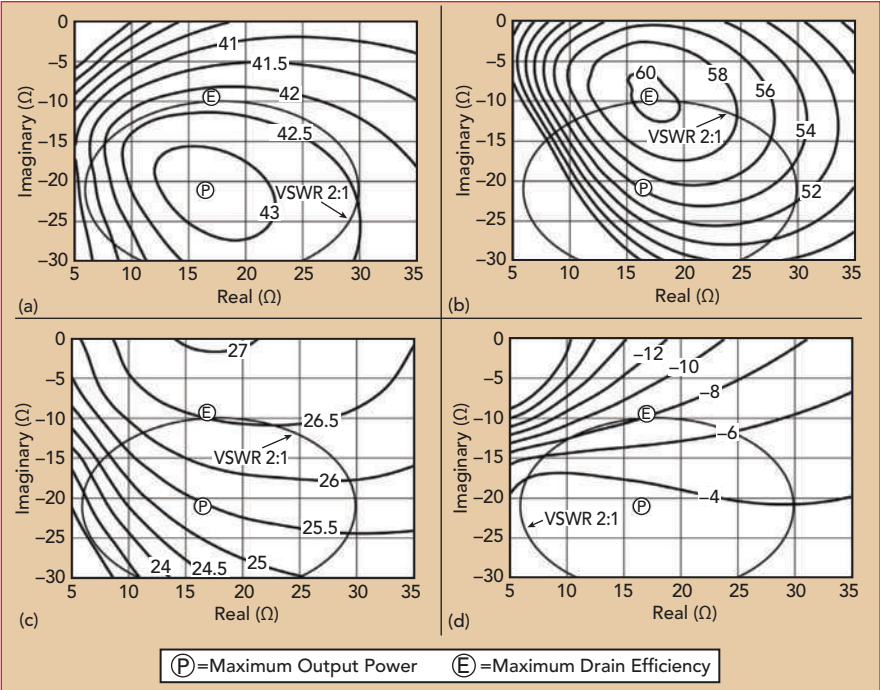 0
−5
−10
−15
−20
−25
−30
Imaginary (Ω)
41
41.5
42
42.5
43
E
P
VSWR 2:1
5 10 15 20 25 30 35
Real (Ω)
(a)
0
−5
−10
−15
−20
−25
−30
Imaginary (Ω)
60
58
56
54
52
E
P
VSWR 2:1
5 10 15 20 25 30 35
Real (Ω)
(b)
0
−5
−10
−15
−20
−25
−30
Imaginary (Ω)
27
E
26.5
VSWR 2:1
26
P
25.5
24 24.5 25
5 10 15 20 25 30 35
Real (Ω)
(c)
0
−5
−10
−15
−20
−25
−30
Imaginary (Ω)
−12
−10
−8
E
−6
P
−4
VSWR 2:1
5 10 15 20 25 30 35
Real (Ω)
(d)
P=Maximum Output Power E=Maximum Drain Efficiency